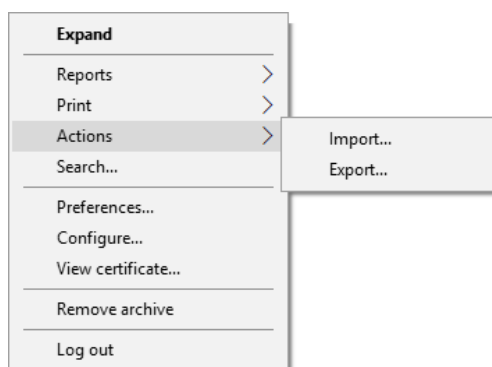 Expand
Reports
Print
Actions
Import...
Export...
Search...
Preferences...
Configure...
View certificate...
Remove archive
Log out